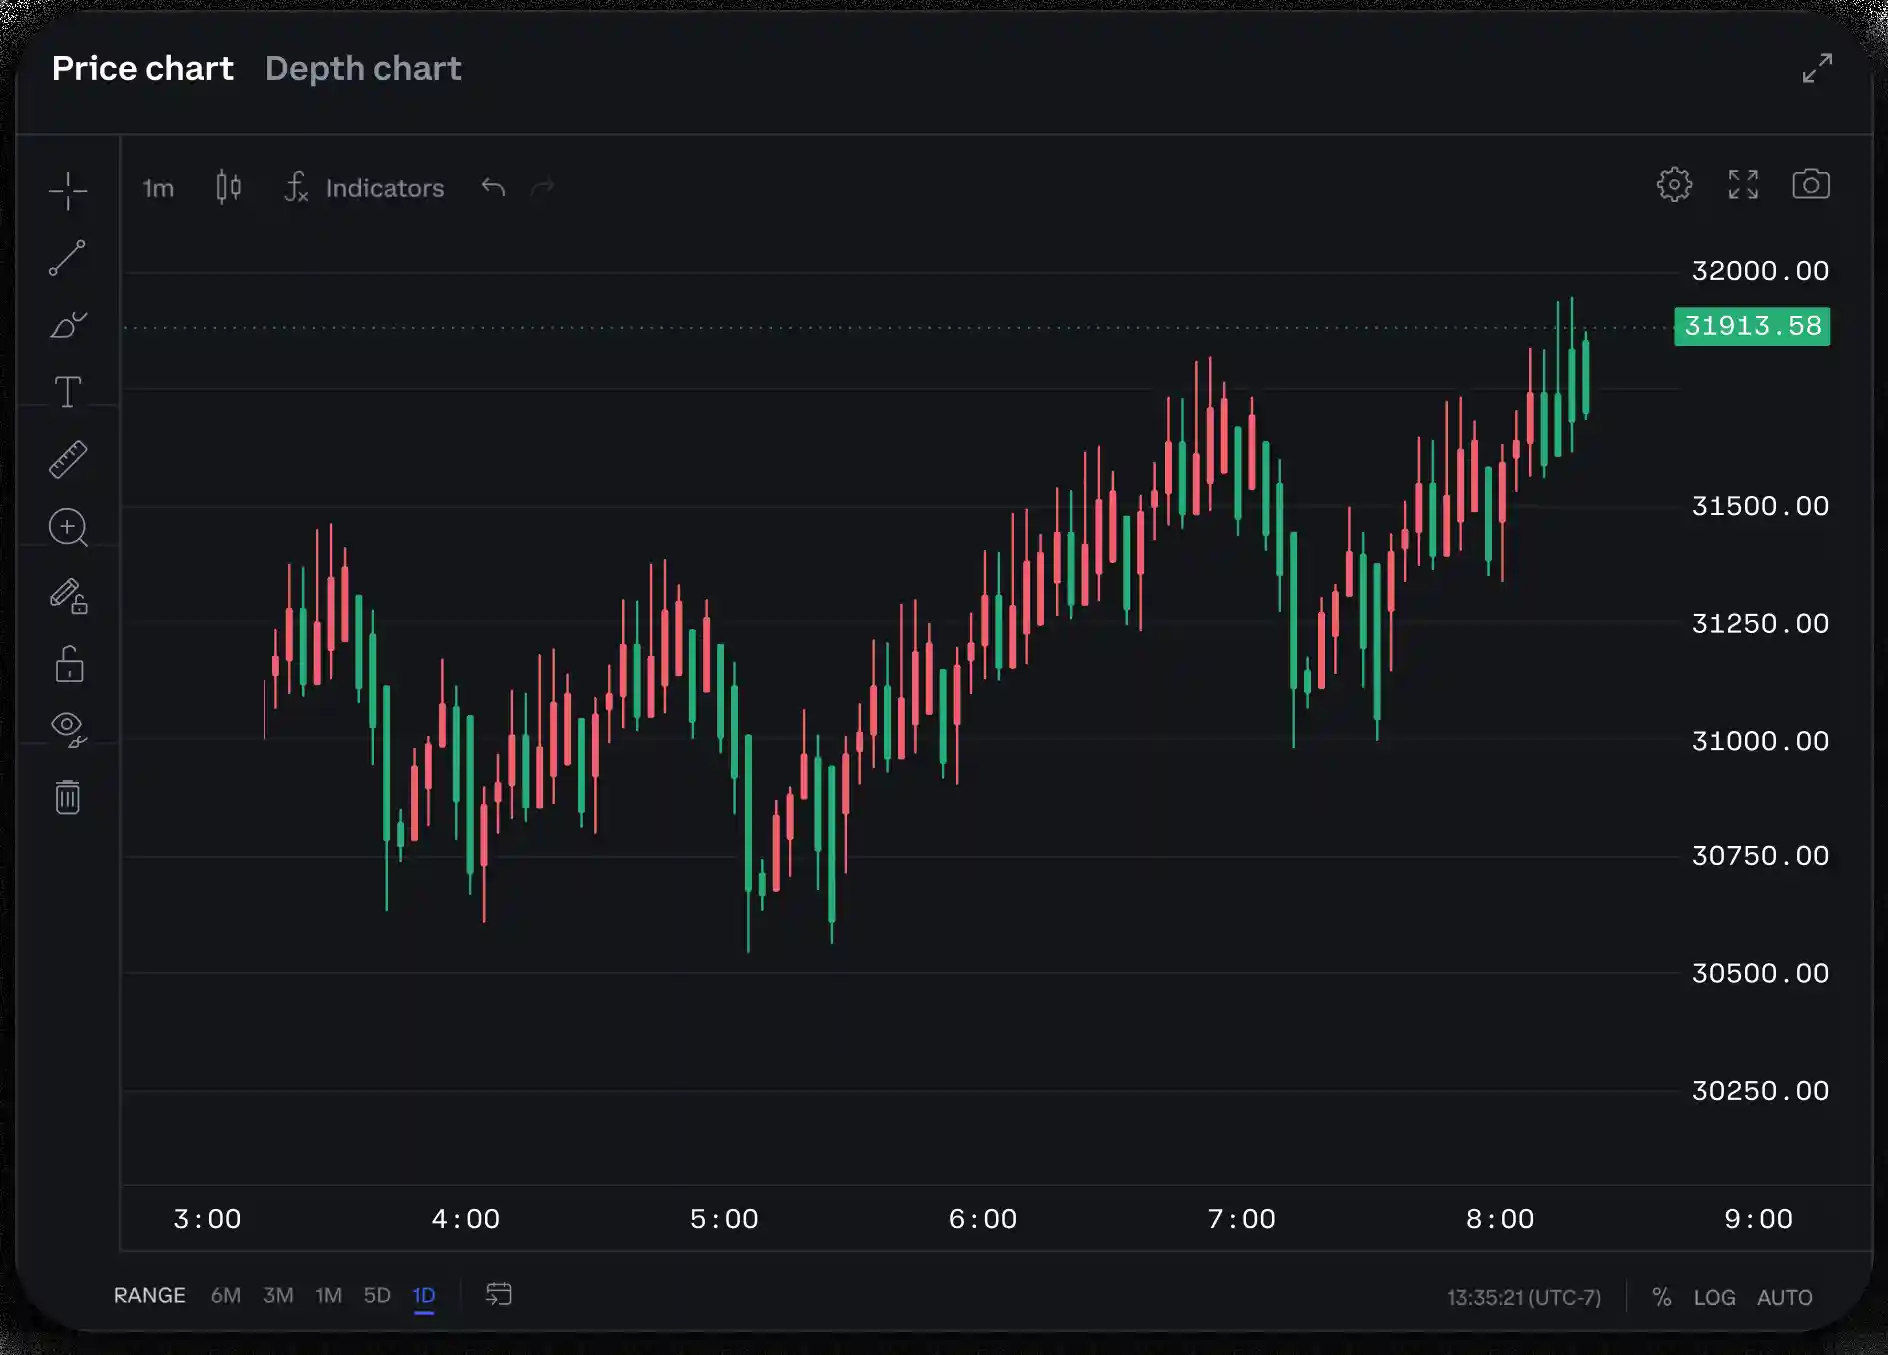 Price chart Depth chart
1m Indicators
32000.00
31913.58
31500.00
31250.00
31000.00
30750.00
30500.00
30250.00
3:00 4:00 5:00 6:00 7:00 8:00 9:00
RANGE 6M 3M 1M 5D 1D 13:35:21 (UTC-7) % LOG AUTO